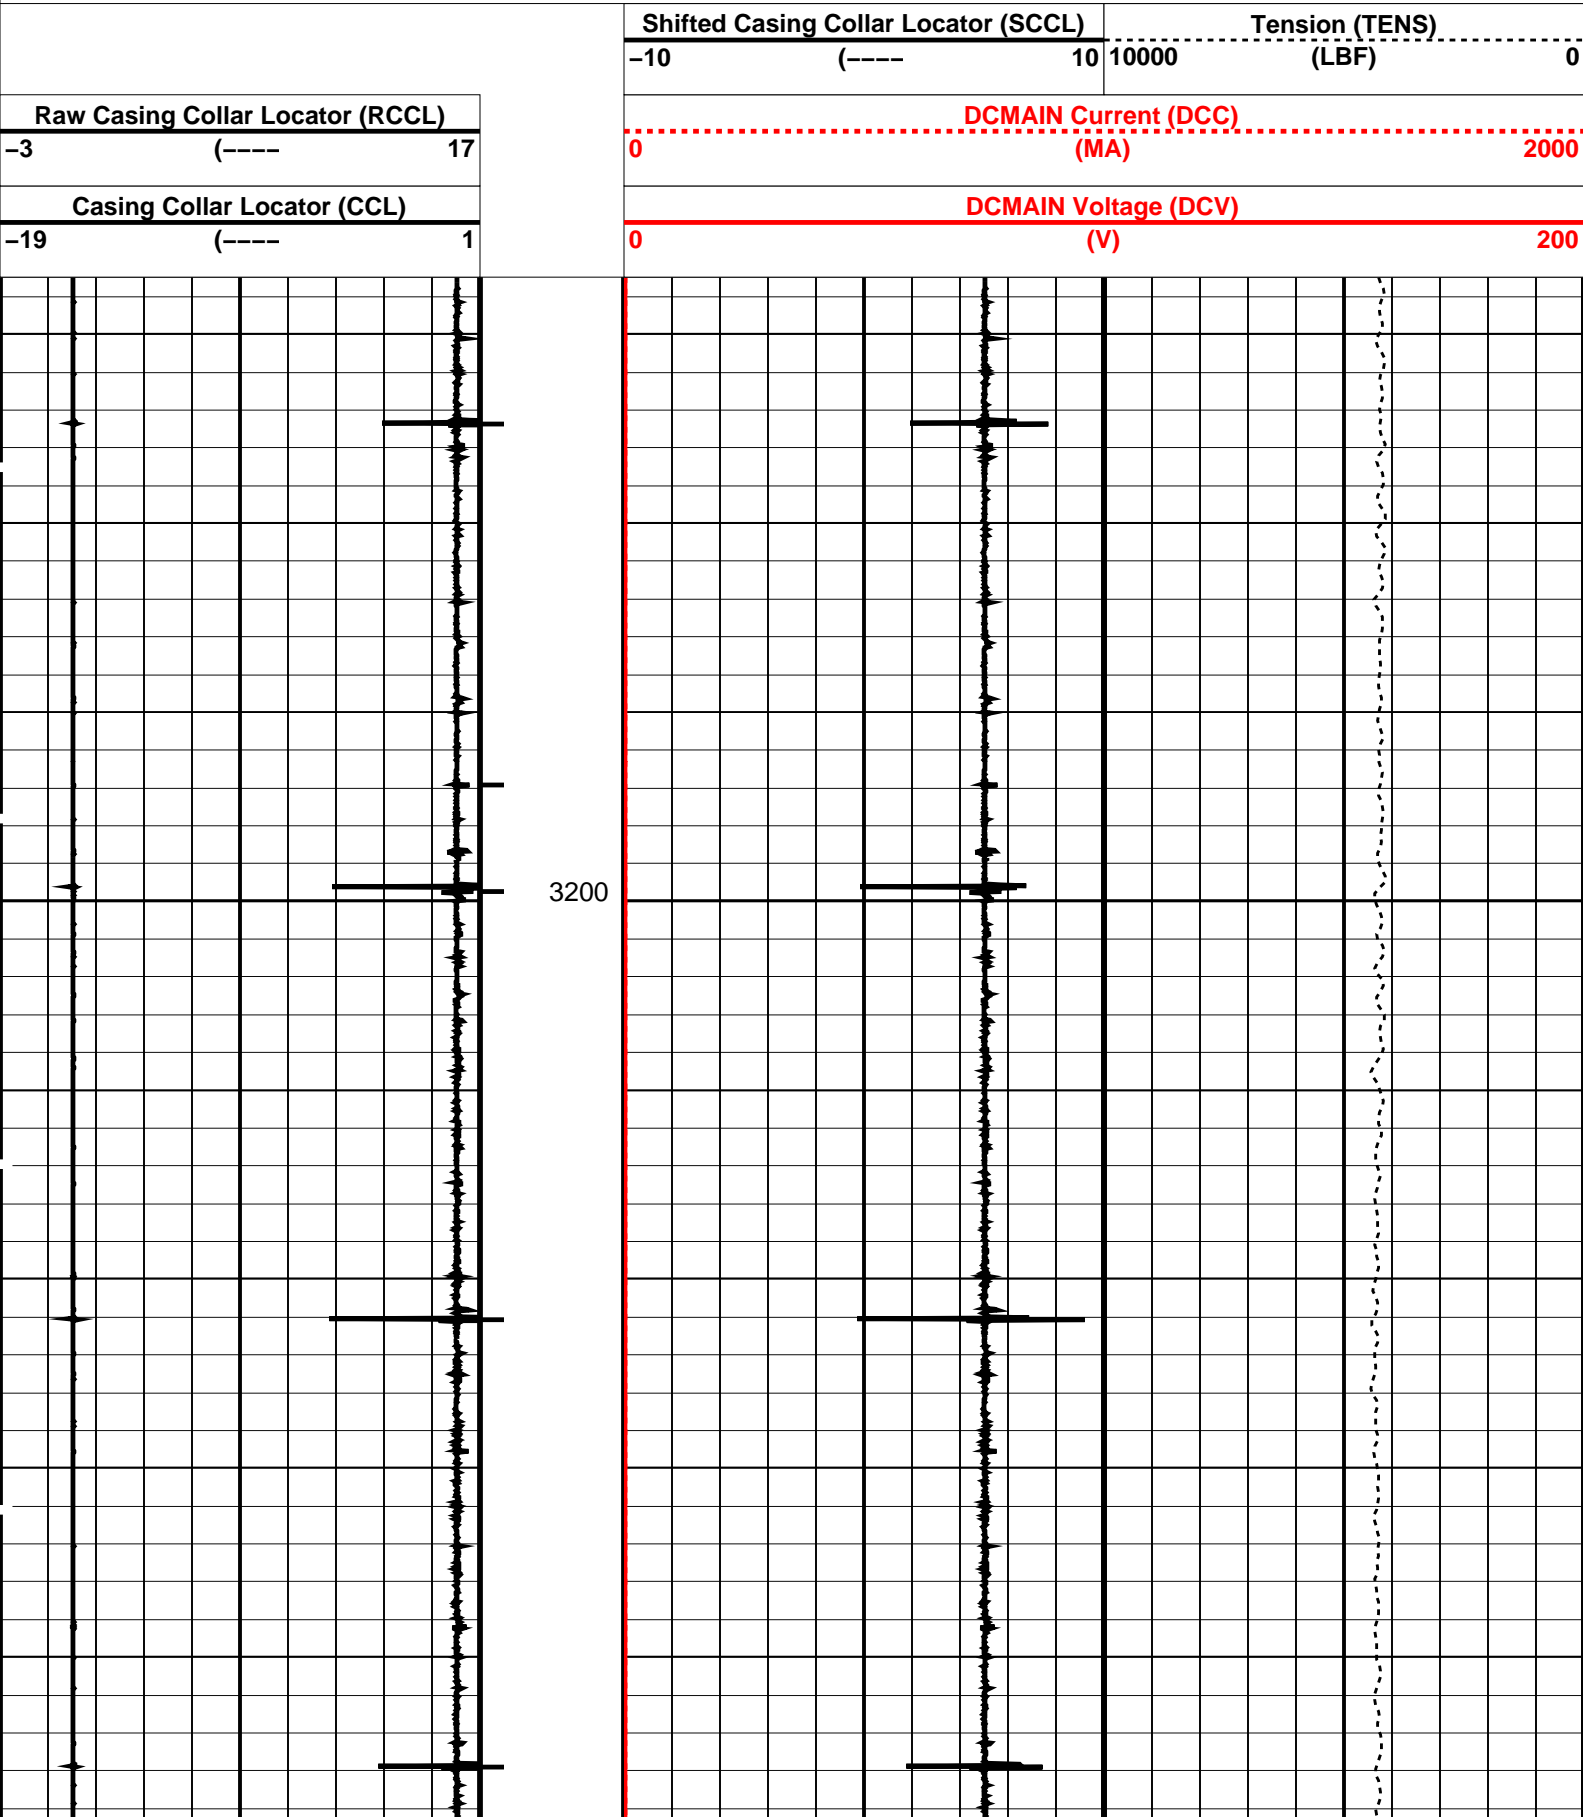 Shifted Casing Collar Locator (SCCL)
−10 (−−−− 10
Tension (TENS)
10000 (LBF) 0
Raw Casing Collar Locator (RCCL)
−3 (−−−− 17
DCMAIN Current (DCC)
0 (MA) 2000
Casing Collar Locator (CCL)
−19 (−−−− 1
DCMAIN Voltage (DCV)
0 (V) 200
3200